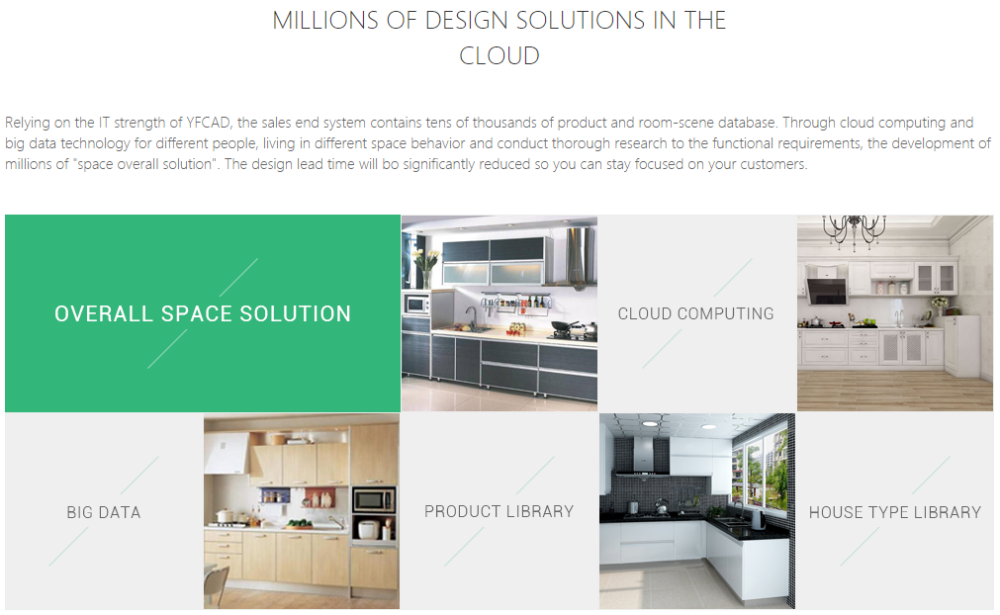 MILLIONS OF DESIGN SOLUTIONS IN THE
CLOUD
Relying on the IT strength of YFCAD, the sales end system contains tens of thousands of product and room-scene database. Through cloud computing and
big data technology for different people, living in different space behavior and conduct thorough research to the functional requirements, the development of
millions of "space overall solution". The design lead time will be significantly reduced so you can stay focused on your customers.
OVERALL SPACE SOLUTION
CLOUD COMPUTING
BIG DATA
PRODUCT LIBRARY
HOUSE TYPE LIBRARY